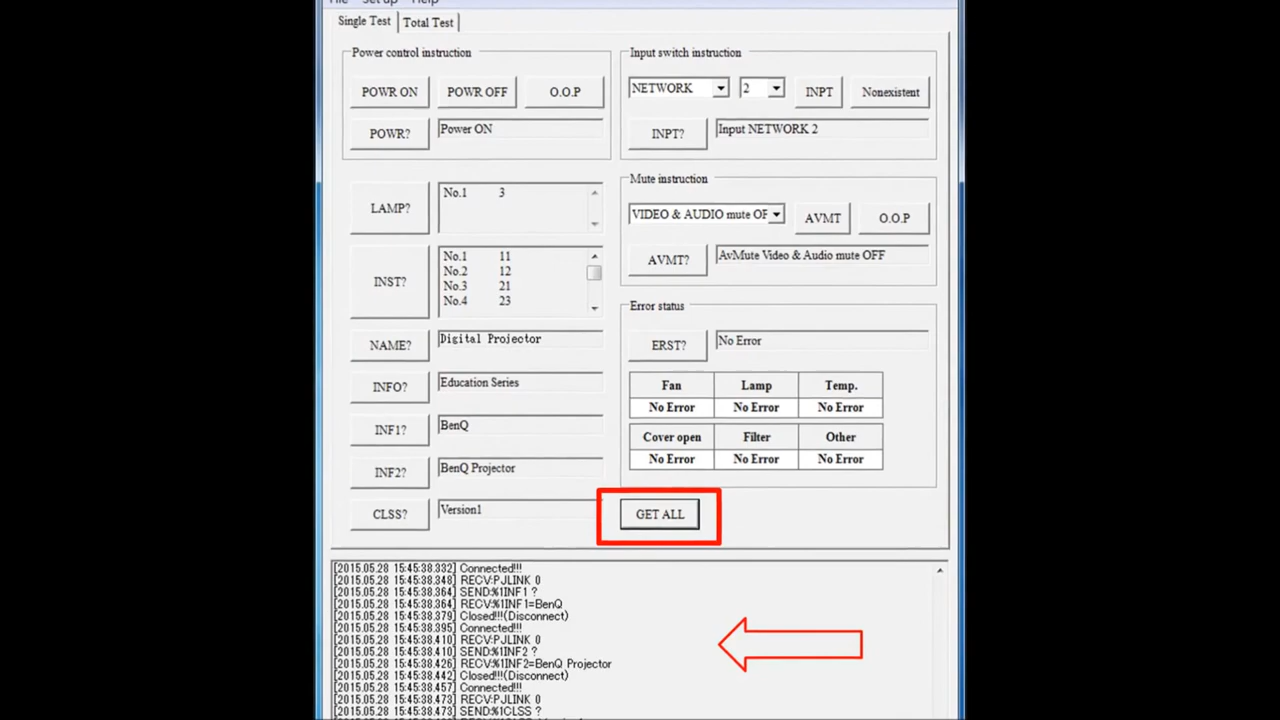 File Set up Help
Single Test Total Test
Power control instruction
POWR ON POWR OFF O.O.P
POWR? Power ON
Input switch instruction
NETWORK 2 INPT Nonexistent
INPT? Input NETWORK 2
LAMP? No.1 3
INST? No.1 11
No.2 12
No.3 21
No.4 23
Mute instruction
VIDEO & AUDIO mute OF AVMT O.O.P
AVMT? AvMute Video & Audio mute OFF
NAME? Digital Projector
INFO? Education Series
INF1? BenQ
INF2? BenQ Projector
CLSS? Version1
Error status
ERST? No Error
Fan Lamp Temp.
No Error No Error No Error
Cover open Filter Other
No Error No Error No Error
GET ALL
[2015.05.28 15:45:38.332] Connected!!!
[2015.05.28 15:45:38.348] RECV:PJLINK 0
[2015.05.28 15:45:38.364] SEND:%1INF1 ?
[2015.05.28 15:45:38.364] RECV:%1INF1=BenQ
[2015.05.28 15:45:38.379] Closed!!!(Disconnect)
[2015.05.28 15:45:38.395] Connected!!!
[2015.05.28 15:45:38.410] RECV:PJLINK 0
[2015.05.28 15:45:38.410] SEND:%1INF2 ?
[2015.05.28 15:45:38.426] RECV:%1INF2=BenQ Projector
[2015.05.28 15:45:38.442] Closed!!!(Disconnect)
[2015.05.28 15:45:38.457] Connected!!!
[2015.05.28 15:45:38.473] RECV:PJLINK 0
[2015.05.28 15:45:38.473] SEND:%1CLSS ?